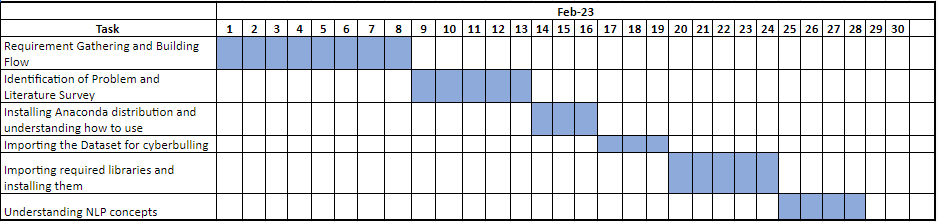 Feb-23
Task 1 2 3 4 5 6 7 8 9 10 11 12 13 14 15 16 17 18 19 20 21 22 23 24 25 26 27 28 29 30
Requirement Gathering and Building
Flow
Identification of Problem and
Literature Survey
Installing Anaconda distribution and
understanding how to use
Importing the Dataset for cyberbulling
Importing required libraries and
installing them
Understanding NLP concepts